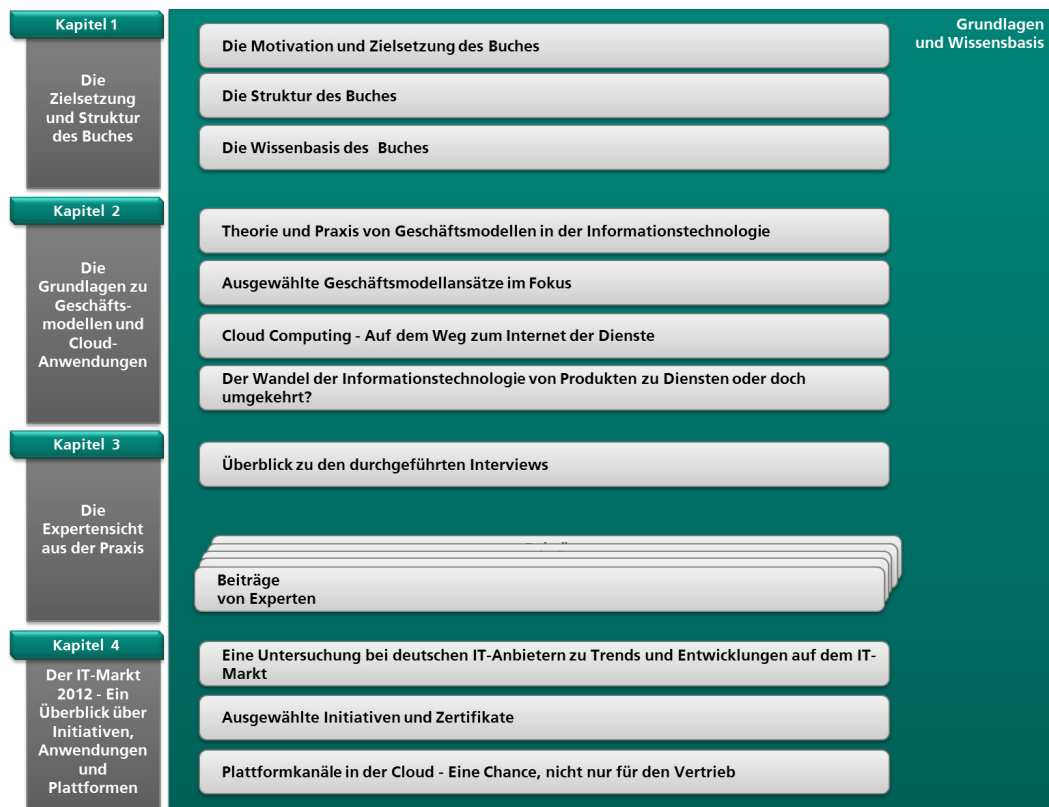 Grundlagen
und Wissensbasis
Kapitel 1
Die
Zielsetzung
und Struktur
des Buches
Die Motivation und Zielsetzung des Buches
Die Struktur des Buches
Die Wissenbasis des  Buches
Kapitel  2
Die
Grundlagen zu
Geschäfts-
modellen und
Cloud-
Anwendungen
Theorie und Praxis von Geschäftsmodellen in der Informationstechnologie
Ausgewählte Geschäftsmodellansätze im Fokus
Cloud Computing - Auf dem Weg zum Internet der Dienste
Der Wandel der Informationstechnologie von Produkten zu Diensten oder doch
umgekehrt?
Kapitel  3
Die
Expertensicht
aus der Praxis
Überblick zu den durchgeführten Interviews
Beiträge
von Experten
Kapitel  4
Der IT-Markt
2012 - Ein
Überblick über
Initiativen,
Anwendungen
und
Plattformen
Eine Untersuchung bei deutschen IT-Anbietern zu Trends und Entwicklungen auf dem IT-
Markt
Ausgewählte Initiativen und Zertifikate
Plattformkanäle in der Cloud - Eine Chance, nicht nur für den Vertrieb